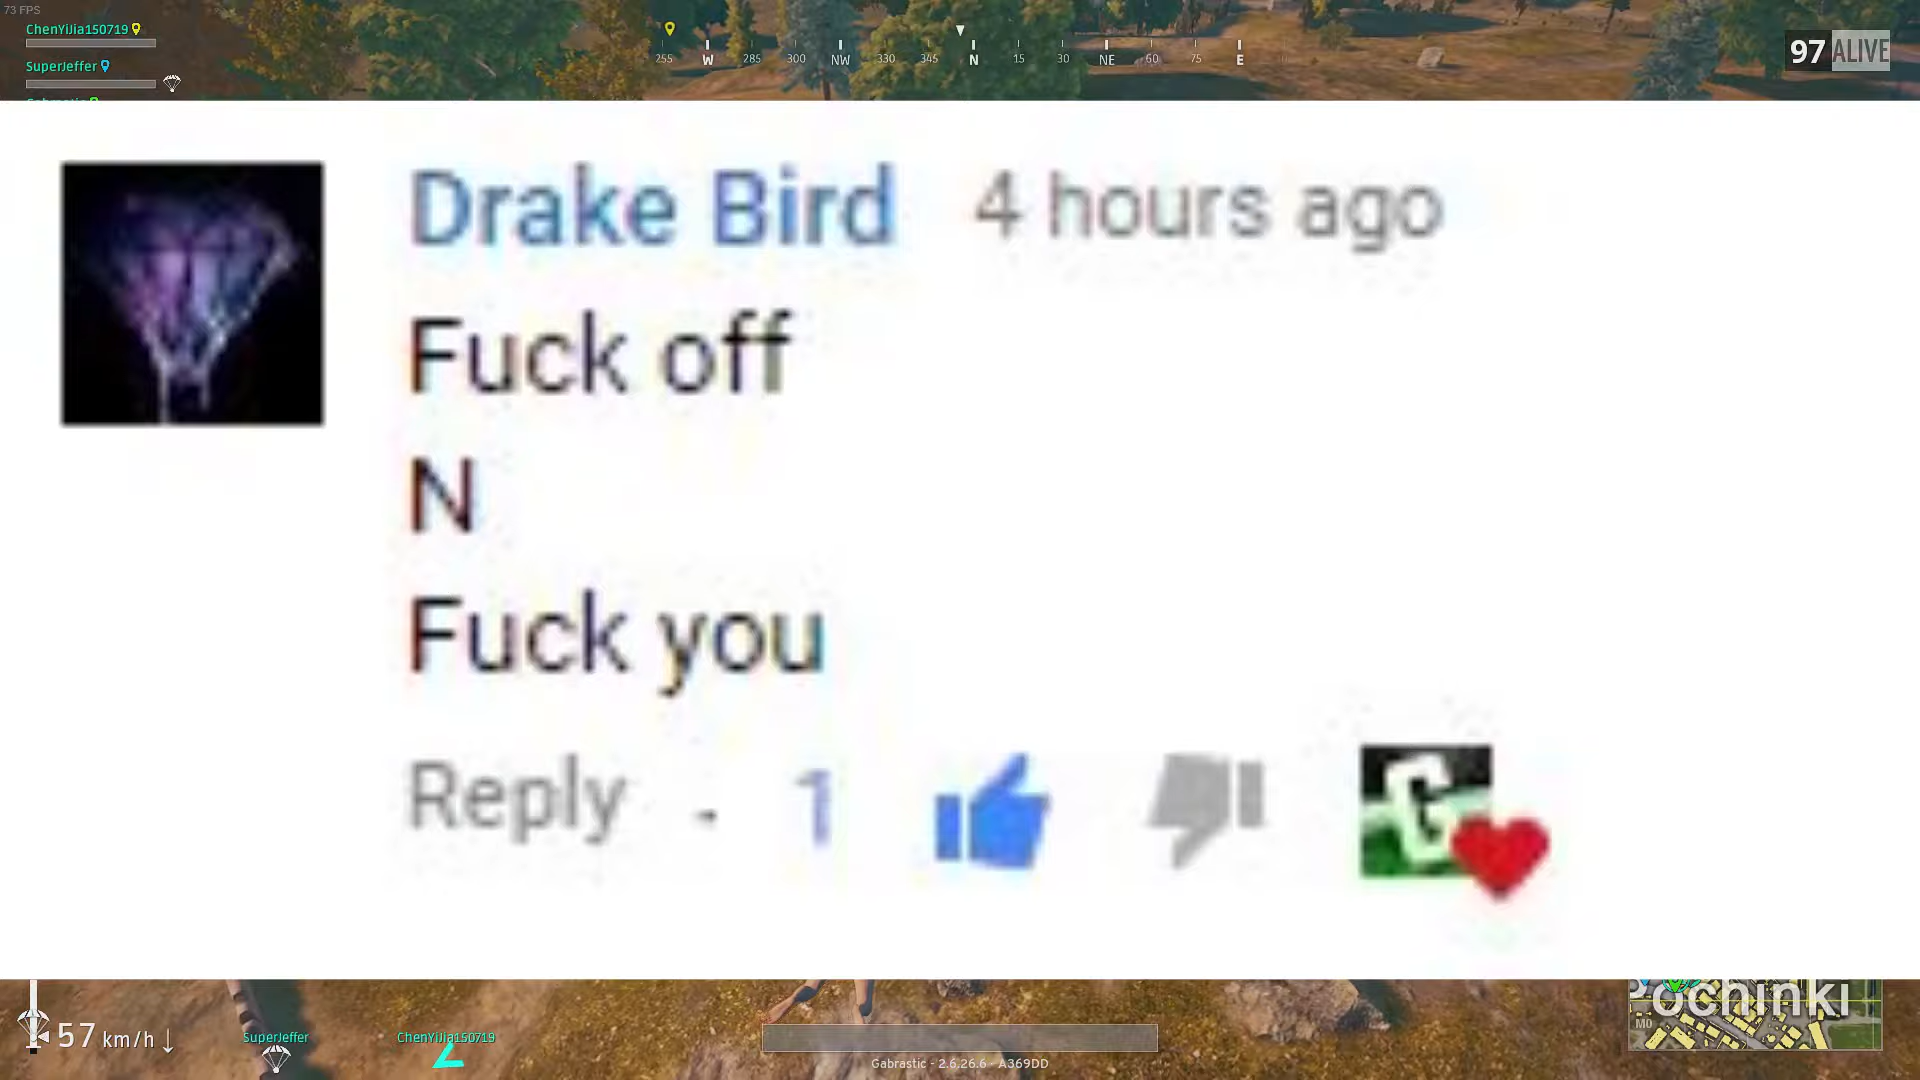 73 FPS
ChenYiJia150719
SuperJeffer
255 W 285 300 NW 330 345 N 15 30 NE 60 75 E
97 ALIVE
Drake Bird 4 hours ago
Fuck off
N
Fuck you
Reply 1
G
57 km/h
SuperJeffer
ChenYiJia150719
Gabrastic - 2.6.26.6 - A369DD
ochinki
M0